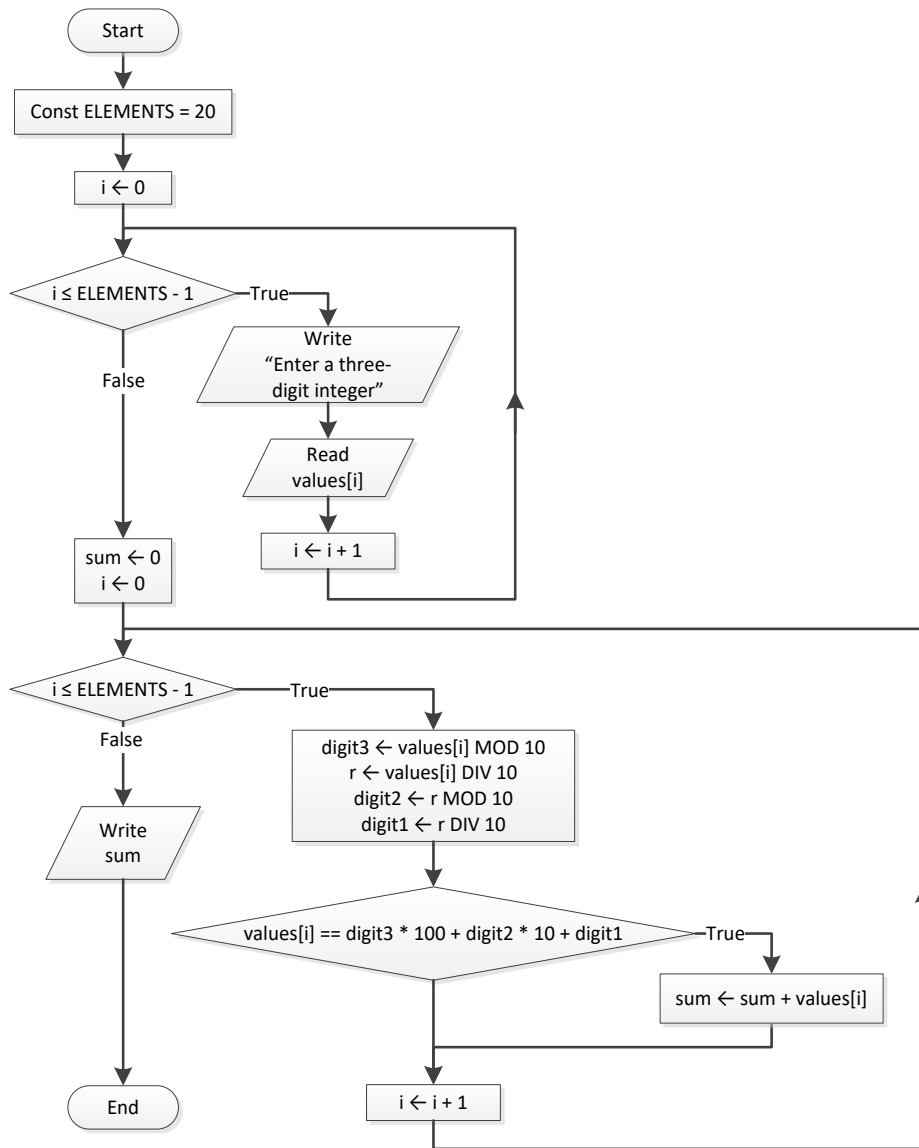 Start
Const ELEMENTS = 20
i ← 0
i ≤ ELEMENTS - 1
True
Write
“Enter a three-
digit integer”
False
Read
values[i]
i ← i + 1
sum ← 0
i ← 0
i ≤ ELEMENTS - 1
True
False
digit3 ← values[i] MOD 10
r ← values[i] DIV 10
digit2 ← r MOD 10
digit1 ← r DIV 10
Write
sum
values[i] == digit3 * 100 + digit2 * 10 + digit1
True
sum ← sum + values[i]
End
i ← i + 1